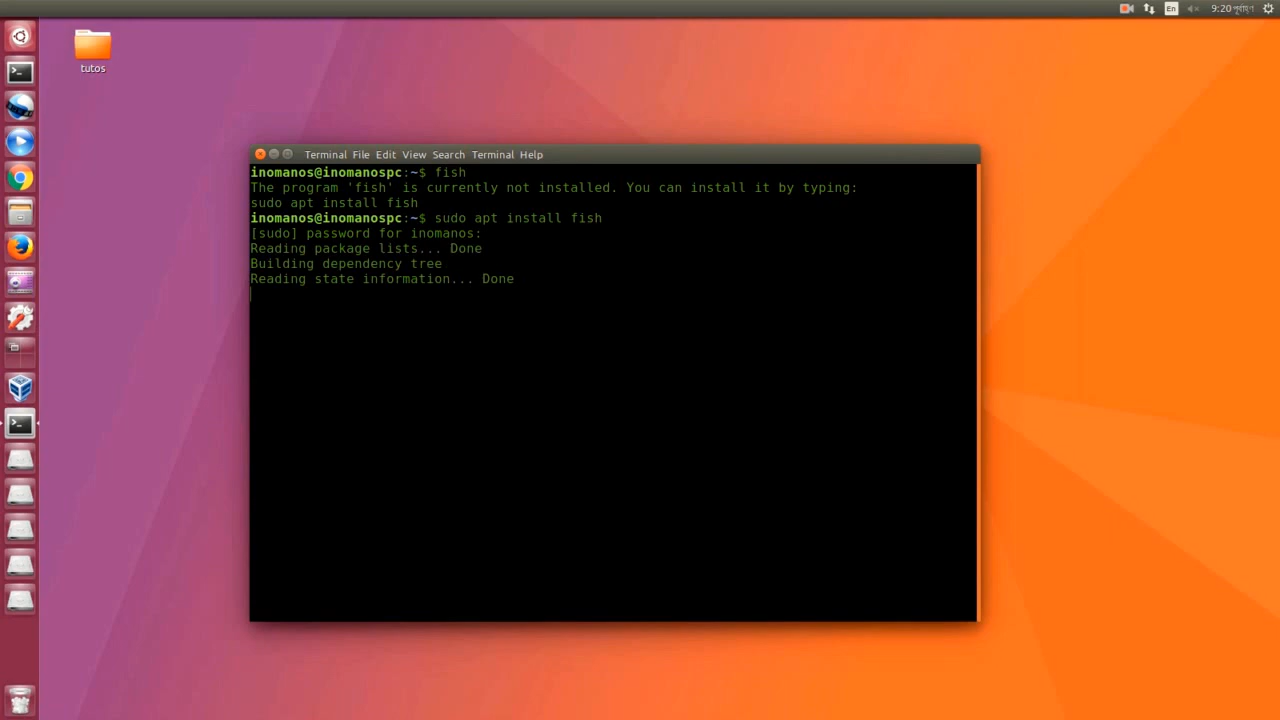 En
9:20 পূর্বাহ্ণ
tutos
Terminal File Edit View Search Terminal Help
inomanos@inomanospc:~$ fish
The program 'fish' is currently not installed. You can install it by typing:
sudo apt install fish
inomanos@inomanospc:~$ sudo apt install fish
[sudo] password for inomanos:
Reading package lists... Done
Building dependency tree
Reading state information... Done